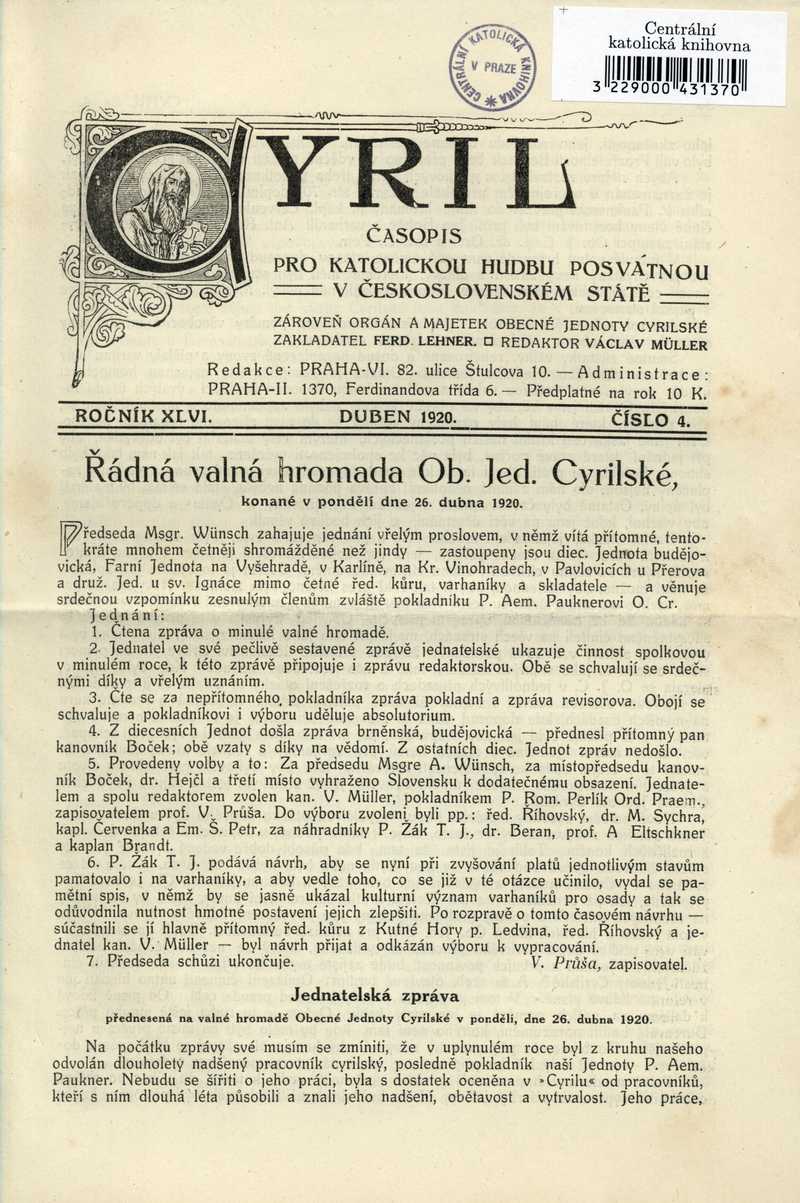 Centrální
katolická knihovna
3 229000 431370
CENTRÁLNÍ KATOLICKÁ KNIHOVNA
V PRAZE
CYRIL
ČASOPIS
PRO KATOLICKOU HUDBU POSVÁTNOU
V ČESKOSLOVENSKÉM STÁTĚ
ZÁROVEŇ ORGÁN A MAJETEK OBECNÉ JEDNOTY CYRILSKÉ
ZAKLADATEL FERD. LEHNER. REDAKTOR VÁCLAV MÜLLER
Redakce: PRAHA-VI. 82. ulice Štulcova 10. — Administrace:
PRAHA-II. 1370, Ferdinandova třída 6. — Předplatné na rok 10 K.
ROČNÍK XLVI. DUBEN 1920. ČÍSLO 4.
Řádná valná hromada Ob. Jed. Cyrilské,
konané v pondělí dne 26. dubna 1920.
Předseda Msgr. Wünsch zahajuje jednání vřelým proslovem, v němž vítá přítomné, tento-
kráte mnohem četněji shromážděné než jindy — zastoupeny jsou diec. Jednota budějo-
vická, Farní Jednota na Vyšehradě, v Karlíně, na Kr. Vinohradech, v Pavlovicích u Přerova
a druž. Jed. u sv. Ignáce mimo četné řed. kůru, varhaníky a skladatele — a věnuje
srdečnou vzpomínku zesnulým členům zvláště pokladníku P. Aem. Pauknerovi O. Cr.
Jednání:
1. Čtena zpráva o minulé valné hromadě.
2. Jednatel ve své pečlivě sestavené zprávě jednatelské ukazuje činnost spolkovou
v minulém roce, k této zprávě připojuje i zprávu redaktorskou. Obě se schvalují se srdeč-
nými díky a vřelým uznáním.
3. Čte se za nepřítomného pokladníka zpráva pokladní a zpráva revisorova. Obojí se
schvaluje a pokladníkovi i výboru uděluje absolutorium.
4. Z diecesních Jednot došla zpráva brněnská, budějovická — přednesl přítomný pan
kanovník Boček; obě vzaty s díky na vědomí. Z ostatních diec. Jednot zpráv nedošlo.
5. Provedeny volby a to: Za předsedu Msgre A. Wünsch, za místopředsedu kanov-
ník Boček, dr. Hejčl a třetí místo vyhraženo Slovensku k dodatečnému obsazení. Jednate-
lem a spolu redaktorem zvolen kan. V. Müller, pokladníkem P. Rom. Perlík Ord. Praem.,
zapisovatelem prof. V. Průša. Do výboru zvoleni byli pp.: řed. Říhovský, dr. M. Sychra,
kapl. Červenka a Em. Š. Petr, za náhradníky P. Žák T. J., dr. Beran, prof. A Eltschkner
a kaplan Brandt.
6. P. Žák T. J. podává návrh, aby se nyní při zvyšování platů jednotlivým stavům
pamatovalo i na varhaníky, a aby vedle toho, co se již v té otázce učinilo, vydal se pa-
mětní spis, v němž by se jasně ukázal kulturní význam varhaníků pro osady a tak se
odůvodnila nutnost hmotné postavení jejich zlepšiti. Po rozpravě o tomto časovém návrhu —
súčastnili se jí hlavně přítomný řed. kůru z Kutné Hory p. Ledvina, řed. Říhovský a je-
dnatel kan. V. Müller — byl návrh přijat a odkázán výboru k vypracování.
7. Předseda schůzi ukončuje. V. Průša, zapisovatel.
Jednatelská zpráva
přednesená na valné hromadě Obecné Jednoty Cyrilské v pondělí, dne 26. dubna 1920.
Na počátku zprávy své musím se zmíniti, že v uplynulém roce byl z kruhu našeho
odvolán dlouholetý nadšený pracovník cyrilský, posledně pokladník naší Jednoty P. Aem.
Paukner. Nebudu se šířiti o jeho práci, byla s dostatek oceněna v »Cyrilu« od pracovníků,
kteří s ním dlouhá léta působili a znali jeho nadšení, obětavost a vytrvalost. Jeho práce,